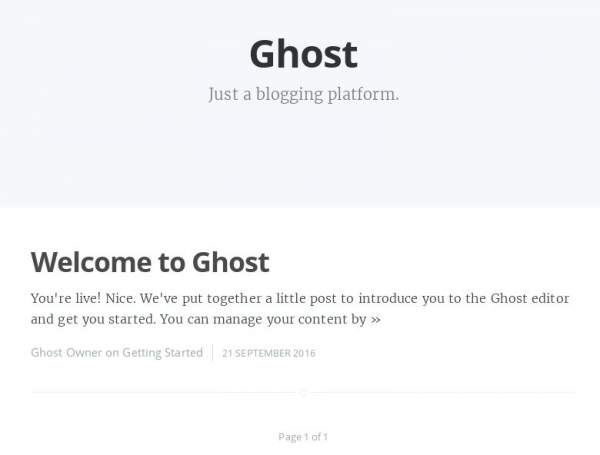 Ghost
Just a blogging platform.
Welcome to Ghost
You're live! Nice. We've put together a little post to introduce you to the Ghost editor
and get you started. You can manage your content by »
Ghost Owner on Getting Started 21 SEPTEMBER 2016
Page 1 of 1